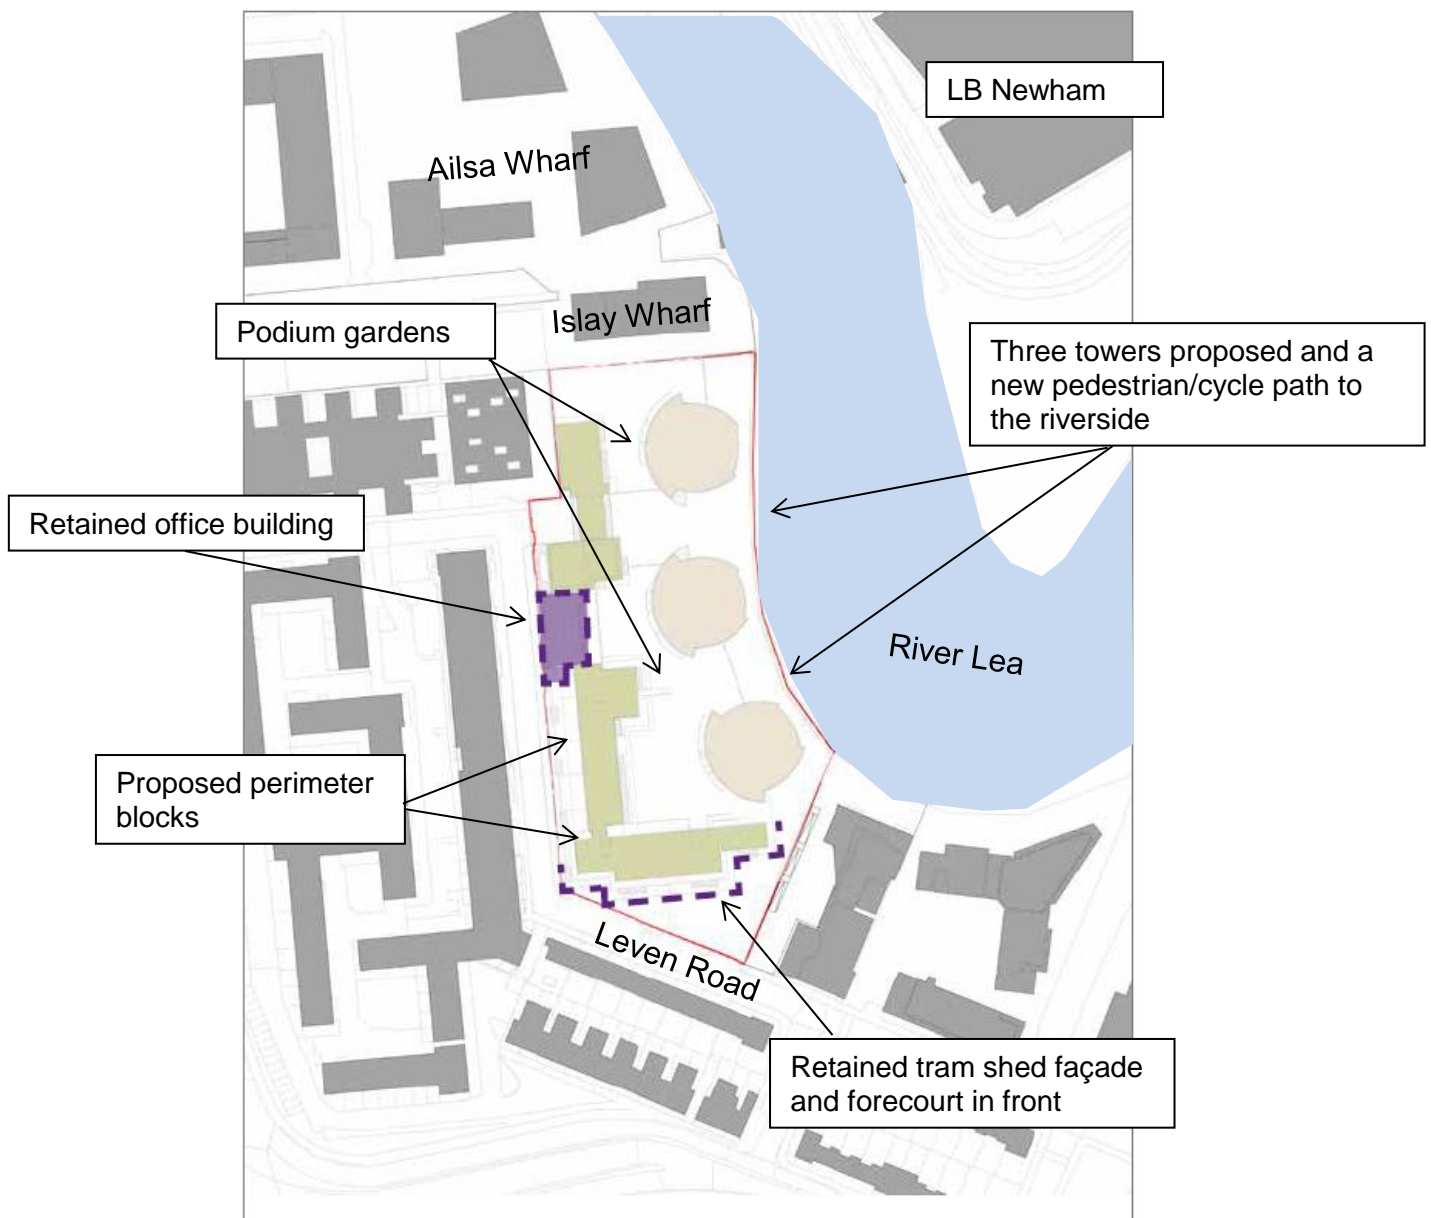 LB Newham
Ailsa Wharf
Islay Wharf
Podium gardens
Three towers proposed and a
new pedestrian/cycle path to
the riverside
Retained office building
River Lea
Proposed perimeter
blocks
Leven Road
Retained tram shed façade
and forecourt in front